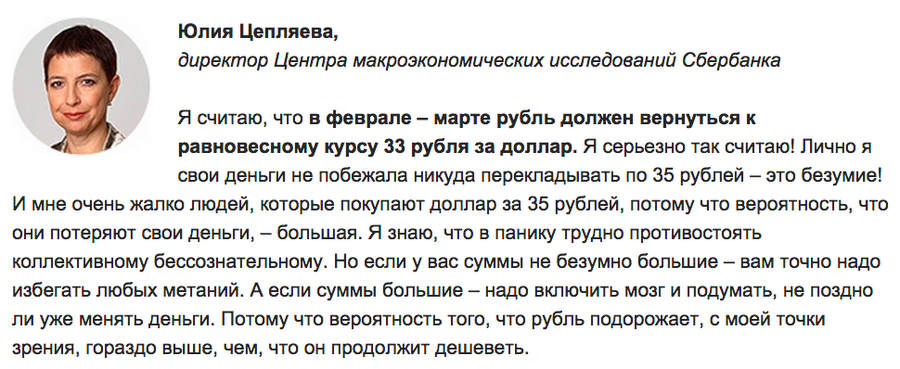 Юлия Цепляева,
директор Центра макроэкономических исследований Сбербанка
Я считаю, что в феврале – марте рубль должен вернуться к
равновесному курсу 33 рубля за доллар. Я серьезно так считаю! Лично я
свои деньги не побежала никуда перекладывать по 35 рублей – это безумие!
И мне очень жалко людей, которые покупают доллар за 35 рублей, потому что вероятность, что
они потеряют свои деньги, – большая. Я знаю, что в панику трудно противостоять
коллективному бессознательному. Но если у вас суммы не безумно большие – вам точно надо
избегать любых метаний. А если суммы большие – надо включить мозг и подумать, не поздно
ли уже менять деньги. Потому что вероятность того, что рубль подорожает, с моей точки
зрения, гораздо выше, чем, что он продолжит дешеветь.